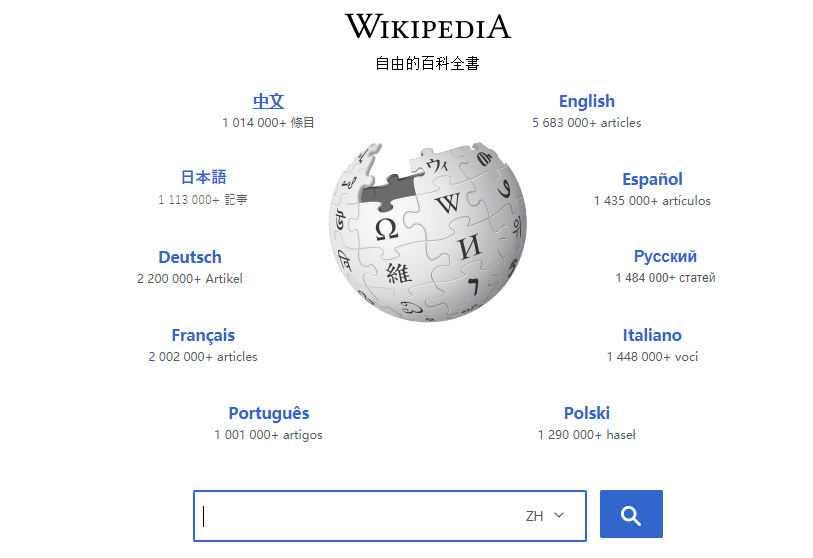 WIKIPEDIA
自由的百科全書
中文
1 014 000+ 條目
English
5 683 000+ articles
日本語
1 113 000+ 記事
Español
1 435 000+ artículos
Deutsch
2 200 000+ Artikel
Русский
1 484 000+ статей
Français
2 002 000+ articles
Italiano
1 448 000+ voci
Português
1 001 000+ artigos
Polski
1 290 000+ haseł
ウィ
W
Ω
И
維
ZH